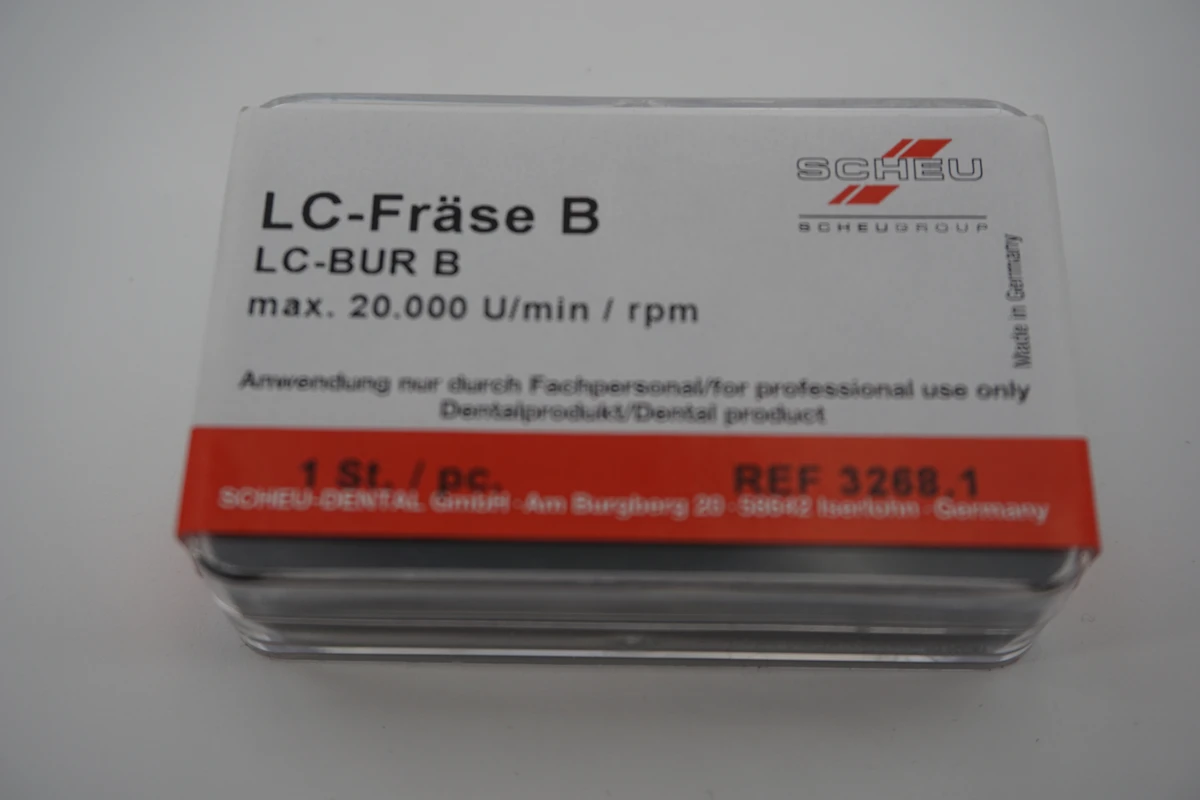 SCHEU
SCHEUGROUP
LC-Fräse B
LC-BUR B
max. 20.000 U/min / rpm
Made in Germany
Anwendung nur durch Fachpersonal/for professional use only
Dentalprodukt/Dental product
1 St. / pc. REF 3268.1
SCHEU-DENTAL GmbH · Am Burgberg 20 · 58642 Iserlohn · Germany